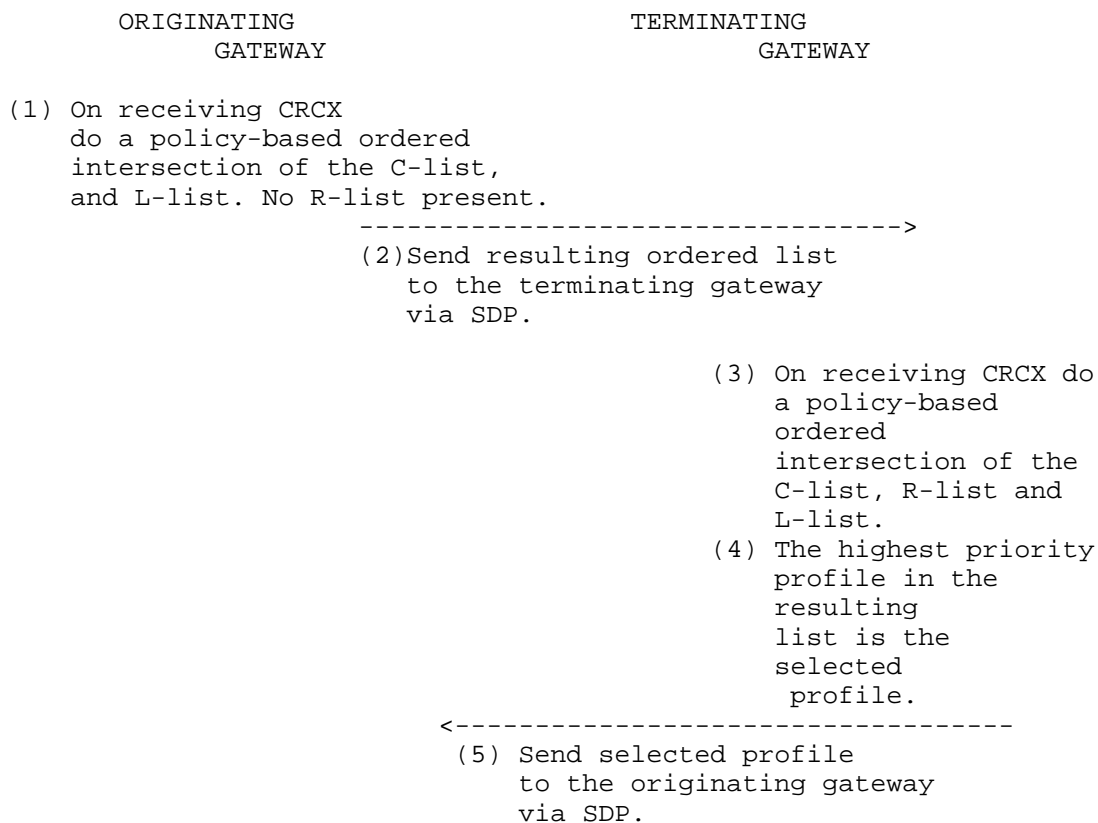 ORIGINATING TERMINATING
GATEWAY GATEWAY
(1) On receiving CRCX
do a policy-based ordered
intersection of the C-list,
and L-list. No R-list present.
---------------------------------->
(2)Send resulting ordered list
to the terminating gateway
via SDP.
(3) On receiving CRCX do
a policy-based
ordered
intersection of the
C-list, R-list and
L-list.
(4) The highest priority
profile in the
resulting
list is the
selected
profile.
<-----------------------------------
(5) Send selected profile
to the originating gateway
via SDP.